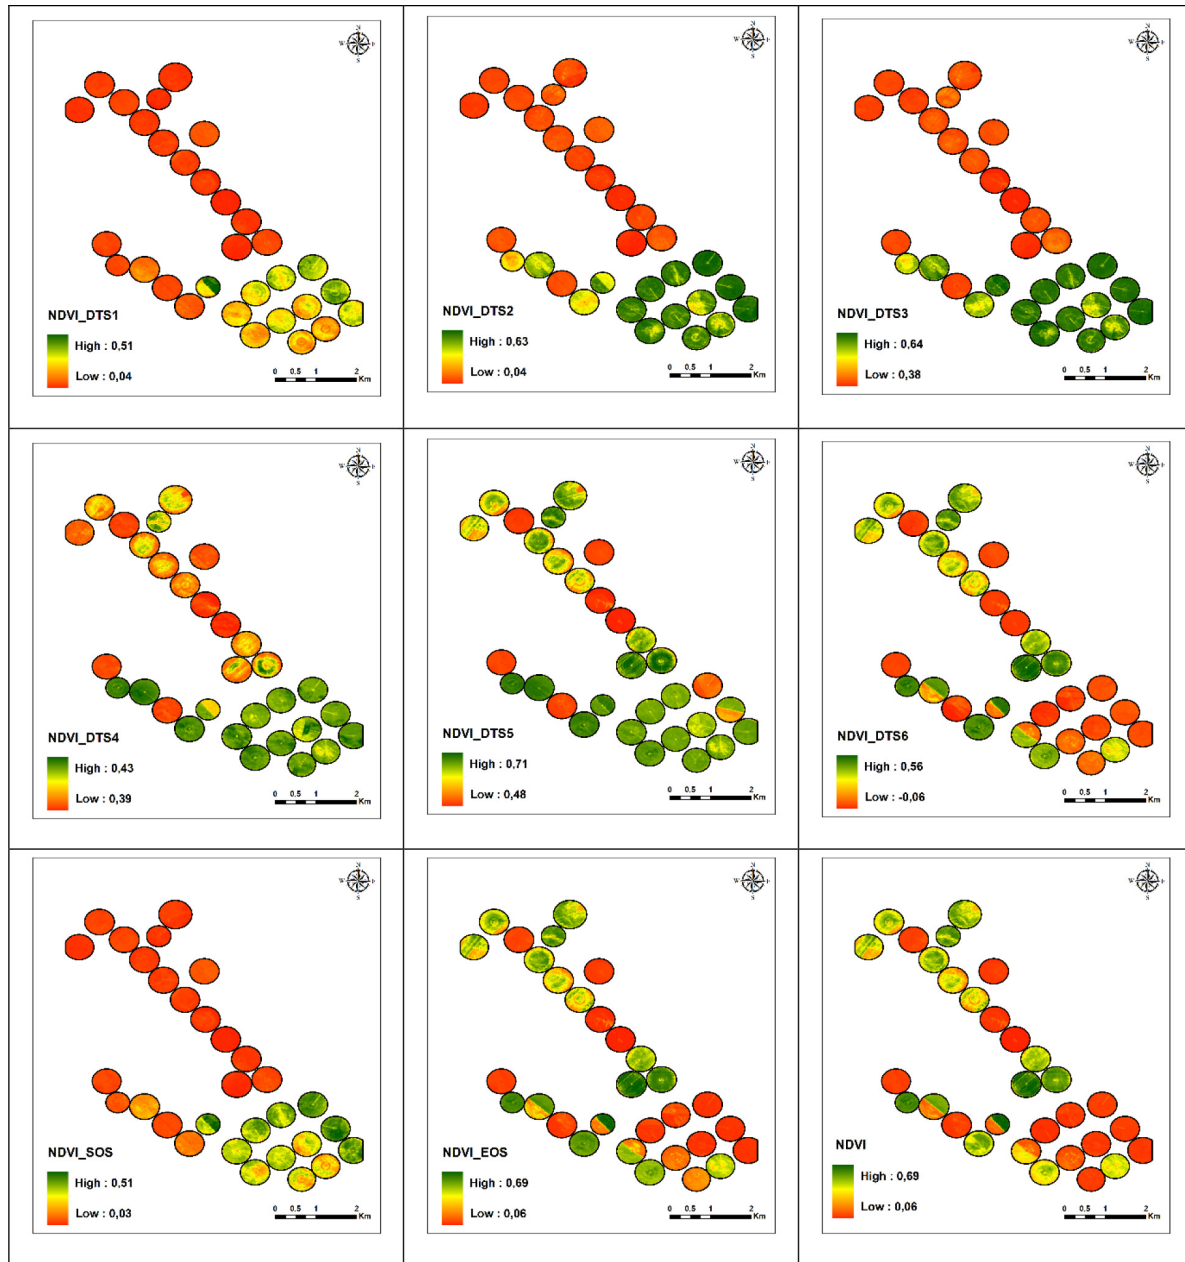 N
W E
S
NDVI_DTS1
High : 0,51
Low : 0,04
0 0.5 1 2
Km
N
W E
S
NDVI_DTS2
High : 0,63
Low : 0,04
0 0.5 1 2
Km
N
W E
S
NDVI_DTS3
High : 0,64
Low : 0,38
0 0.5 1 2
Km
N
W E
S
NDVI_DTS4
High : 0,43
Low : 0,39
0 0.5 1 2
Km
N
W E
S
NDVI_DTS5
High : 0,71
Low : 0,48
0 0.5 1 2
Km
N
W E
S
NDVI_DTS6
High : 0,56
Low : -0,06
0 0.5 1 2
Km
N
W E
S
NDVI_SOS
High : 0,51
Low : 0,03
0 0.5 1 2
Km
N
W E
S
NDVI_EOS
High : 0,69
Low : 0,06
0 0.5 1 2
Km
N
W E
S
NDVI
High : 0,69
Low : 0,06
0 0.5 1 2
Km